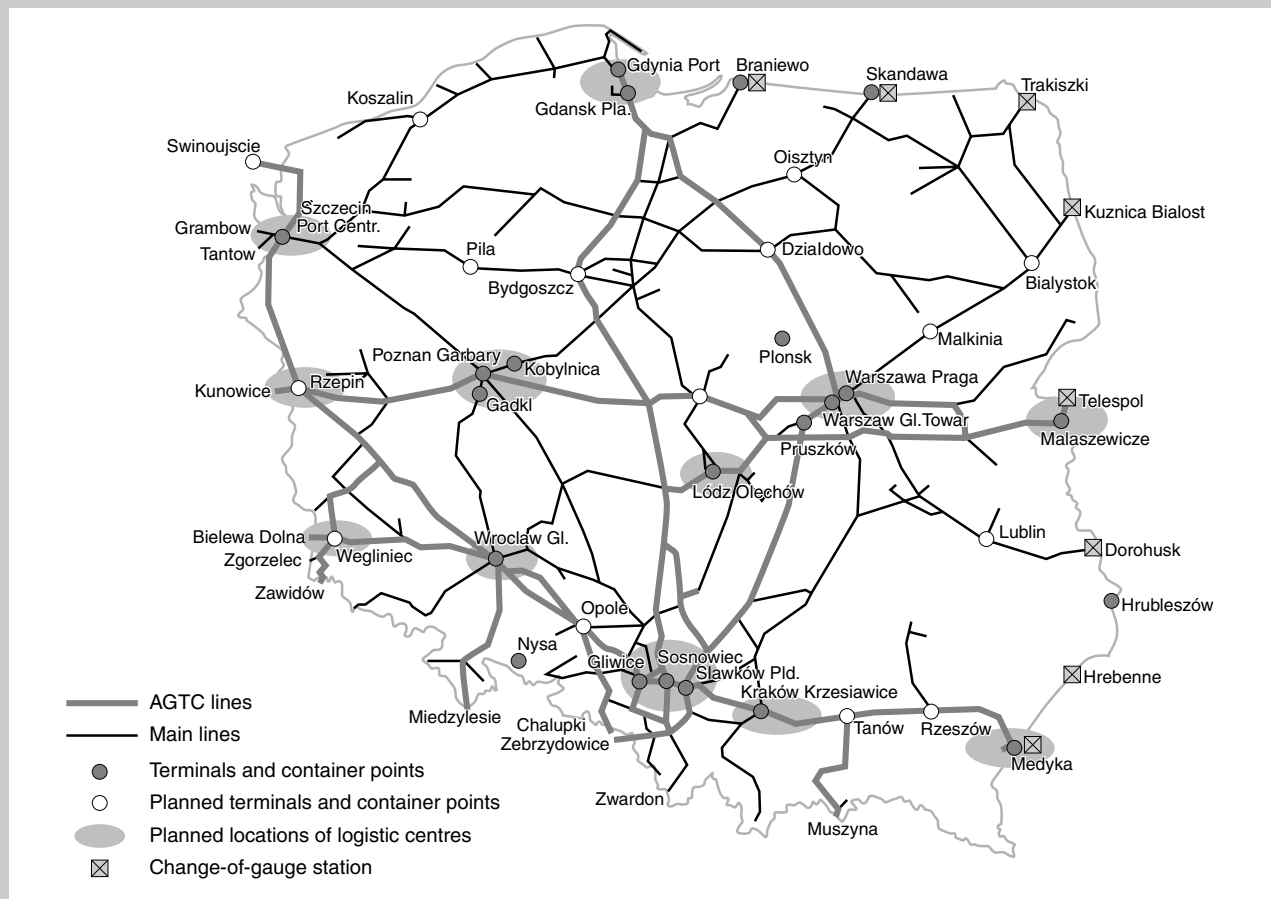 Gdynia Port
Braniewo
Skandawa
Trakiszki
Koszalin
Gdansk Pla.
Swinoujscie
Oisztyn
Szczecin
Port Centr.
Grambow
Tantow
Kuznica Bialost
Pila
Dzialdowo
Bydgoszcz
Bialystok
Malkinia
Plonsk
Poznan Garbary
Kobylnica
Kunowice
Rzepin
Gadkl
Warszawa Praga
Telespol
Warszaw Gl.Towar
Malaszewicze
Pruszków
Lódz Olechów
Bielewa Dolna
Wroclaw Gl.
Lublin
Zgorzelec
Wegliniec
Dorohusk
Zawidów
Opole
Hrubleszów
Nysa
Gliwice
Sosnowiec
Slawków Pld.
Hrebenne
Kraków Krzesiawice
AGTC lines
Miedzylesie
Chalupki
Zebrzydowice
Tanów
Rzeszów
Main lines
Medyka
Terminals and container points
Zwardon
Planned terminals and container points
Muszyna
Planned locations of logistic centres
Change-of-gauge station